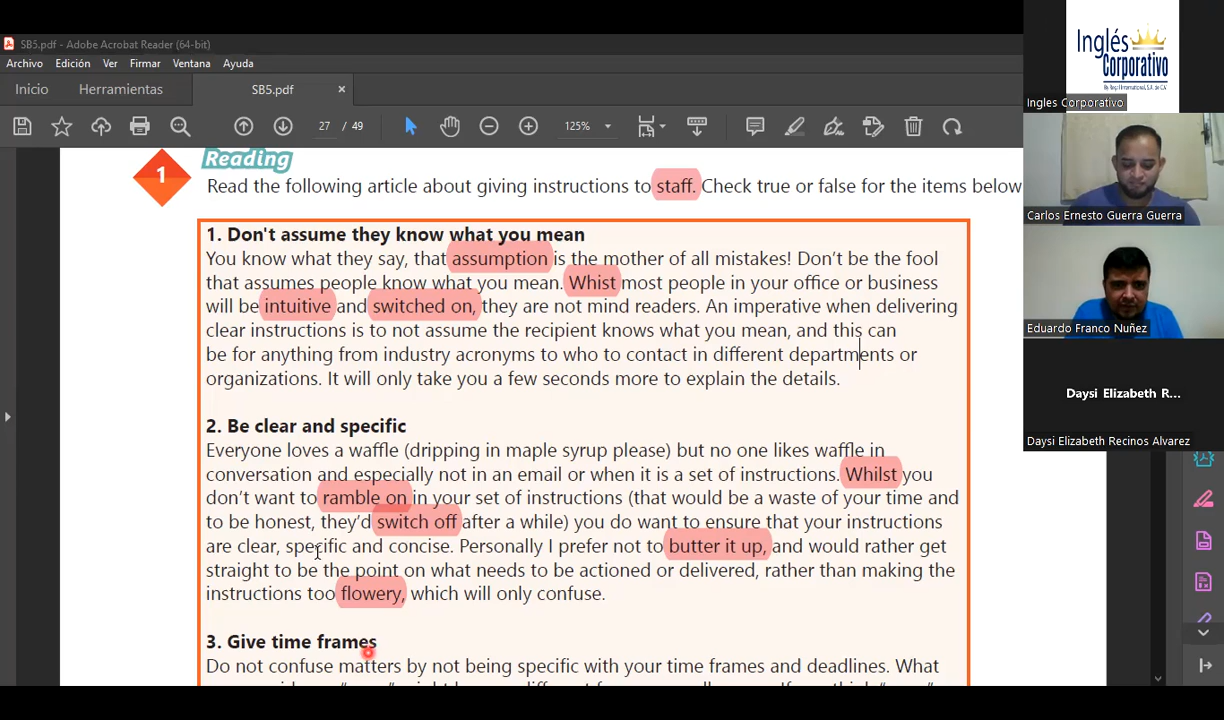 SB5.pdf - Adobe Acrobat Reader (64-bit)
Archivo Edición Ver Firmar Ventana Ayuda
Inicio Herramientas SB5.pdf ×
27 / 49 125%
Reading
1
Read the following article about giving instructions to staff. Check true or false for the items below
1. Don't assume they know what you mean
You know what they say, that assumption is the mother of all mistakes! Don't be the fool
that assumes people know what you mean. Whist most people in your office or business
will be intuitive and switched on, they are not mind readers. An imperative when delivering
clear instructions is to not assume the recipient knows what you mean, and this can
be for anything from industry acronyms to who to contact in different departments or
organizations. It will only take you a few seconds more to explain the details.
2. Be clear and specific
Everyone loves a waffle (dripping in maple syrup please) but no one likes waffle in
conversation and especially not in an email or when it is a set of instructions. Whilst you
don't want to ramble on in your set of instructions (that would be a waste of your time and
to be honest, they'd switch off after a while) you do want to ensure that your instructions
are clear, specific and concise. Personally I prefer not to butter it up, and would rather get
straight to be the point on what needs to be actioned or delivered, rather than making the
instructions too flowery, which will only confuse.
3. Give time frames
Do not confuse matters by not being specific with your time frames and deadlines. What
Inglés
Corporativo
Ingles Corporativo
Carlos Ernesto Guerra Guerra
Eduardo Franco Nuñez
Daysi Elizabeth R...
Daysi Elizabeth Recinos Alvarez